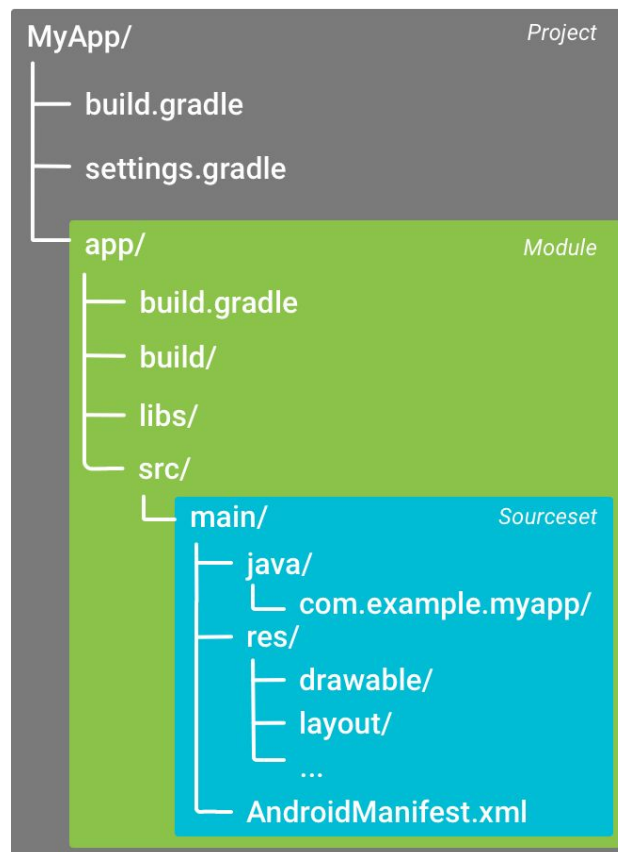 MyApp/ Project
build.gradle
settings.gradle
app/ Module
build.gradle
build/
libs/
src/
main/ Sourceset
java/
com.example.myapp/
res/
drawable/
layout/
...
AndroidManifest.xml